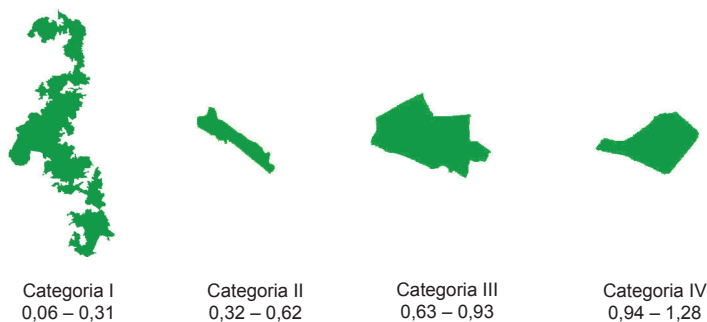 Categoria I
0,06 – 0,31
Categoria II
0,32 – 0,62
Categoria III
0,63 – 0,93
Categoria IV
0,94 – 1,28